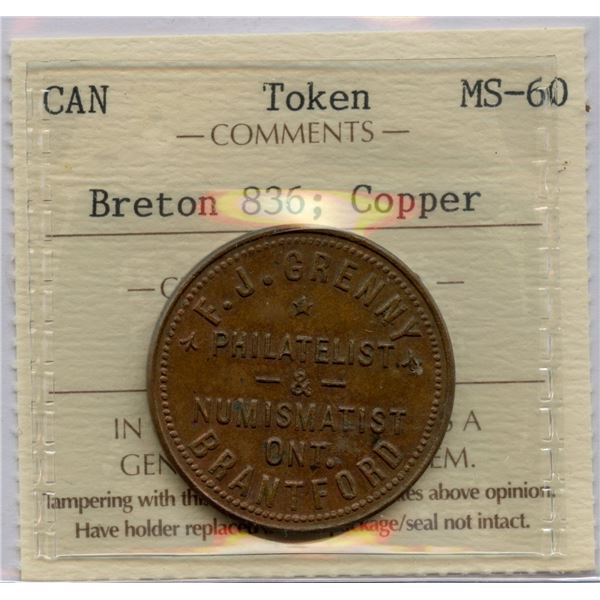 CAN Token MS-60
— COMMENTS —
Breton 836; Copper
F.J. GRENNY
PHILATELIST
— & —
NUMISMATIST
ONT.
BRANTFORD
IN A
GEN EM.
Tampering with thi es above opinion.
Have holder replaced kage/seal not intact.